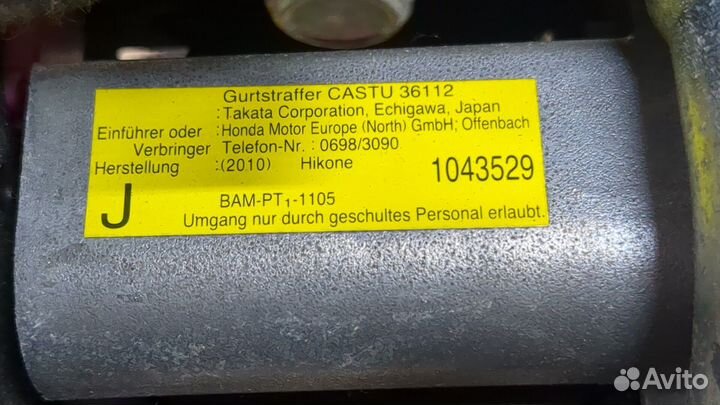 Gurtstraffer CASTU 36112
:Takata Corporation, Echigawa, Japan
Einführer oder :Honda Motor Europe (North) GmbH; Offenbach
Verbringer Telefon-Nr. : 0698/3090
Herstellung :(2010) Hikone 1043529
J BAM-PT1-1105
Umgang nur durch geschultes Personal erlaubt.
Avito